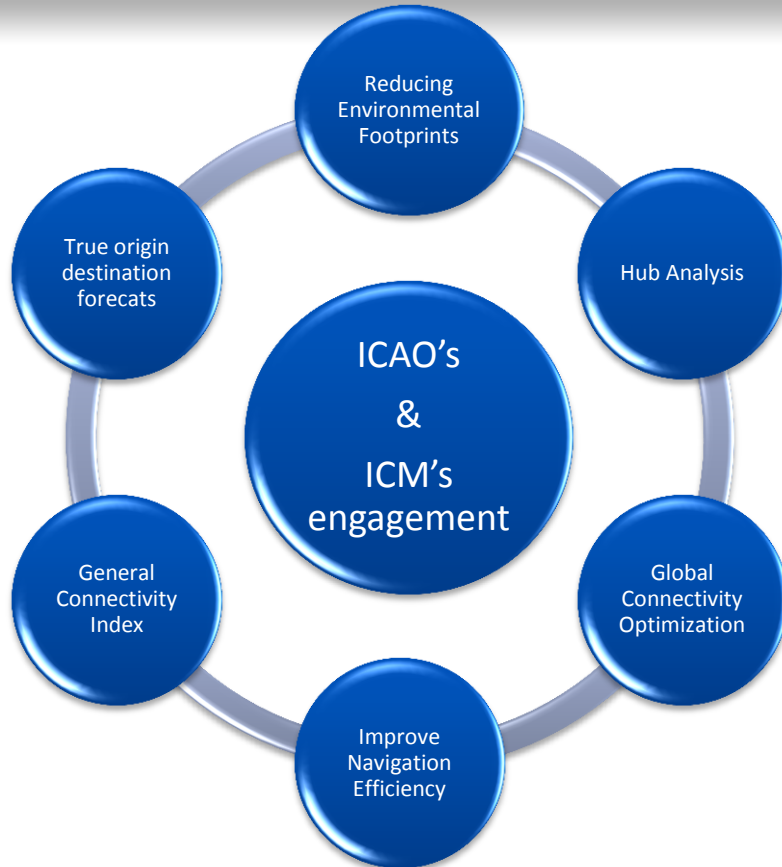 Reducing
Environmental
Footprints
True origin
destination
forecats
Hub Analysis
ICAO’s
&
ICM’s
engagement
General
Connectivity
Index
Global
Connectivity
Optimization
Improve
Navigation
Efficiency